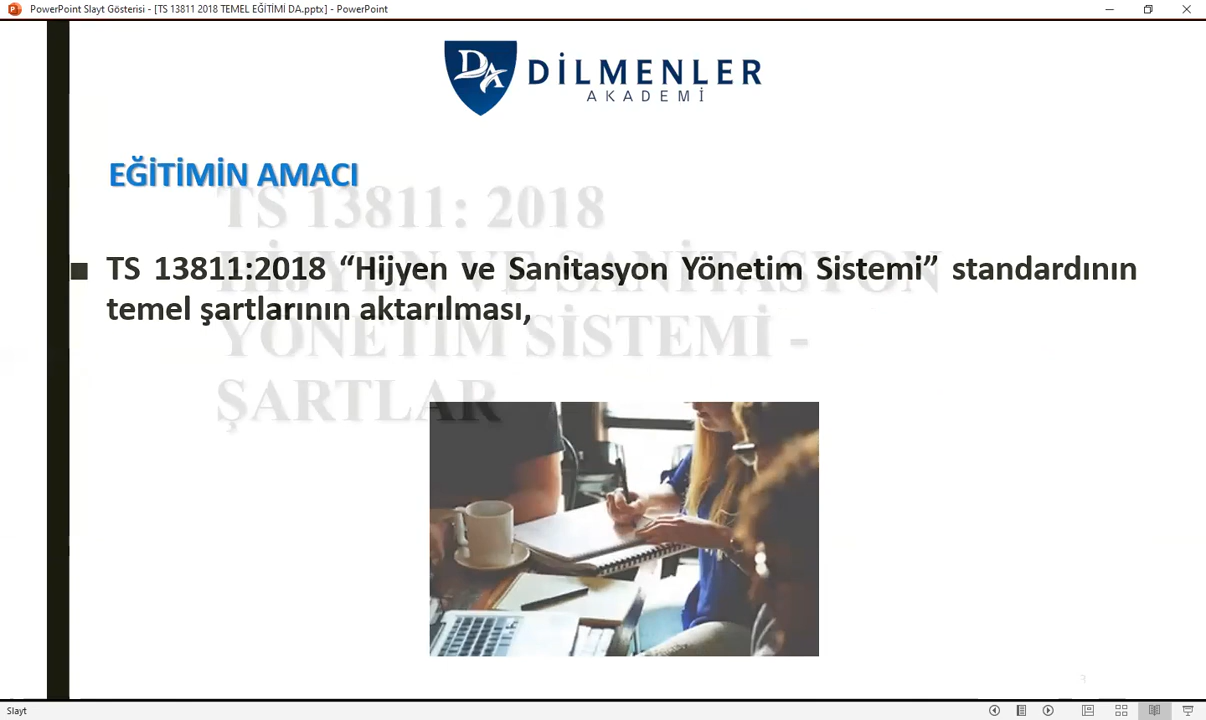 PowerPoint Slayt Gösterisi - [TS 13811 2018 TEMEL EĞİTİMİ DA.pptx] - PowerPoint
DA DİLMENLER
AKADEMİ
EĞİTİMİN AMACI
TS 13811: 2018
HİJYEN VE SANİTASYON
YÖNETİM SİSTEMİ -
ŞARTLAR
■ TS 13811:2018 “Hijyen ve Sanitasyon Yönetim Sistemi” standardının
temel şartlarının aktarılması,
Slayt